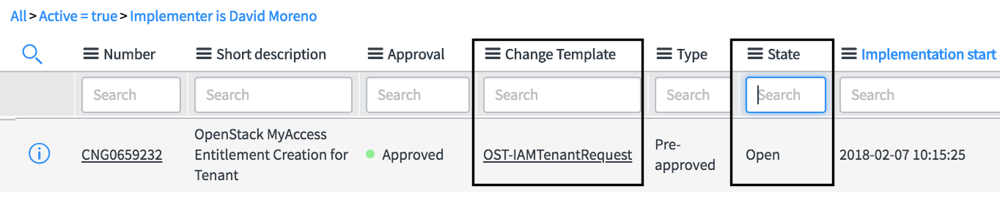 All > Active = true > Implementer is David Moreno
Number Short description Approval Change Template Type State Implementation start
Search Search Search Search Search Search Search
OpenStack MyAccess
Entitlement Creation for
Tenant
CNG0659232 Approved OST-IAMTenantRequest
Pre-
approved
Open 2018-02-07 10:15:25